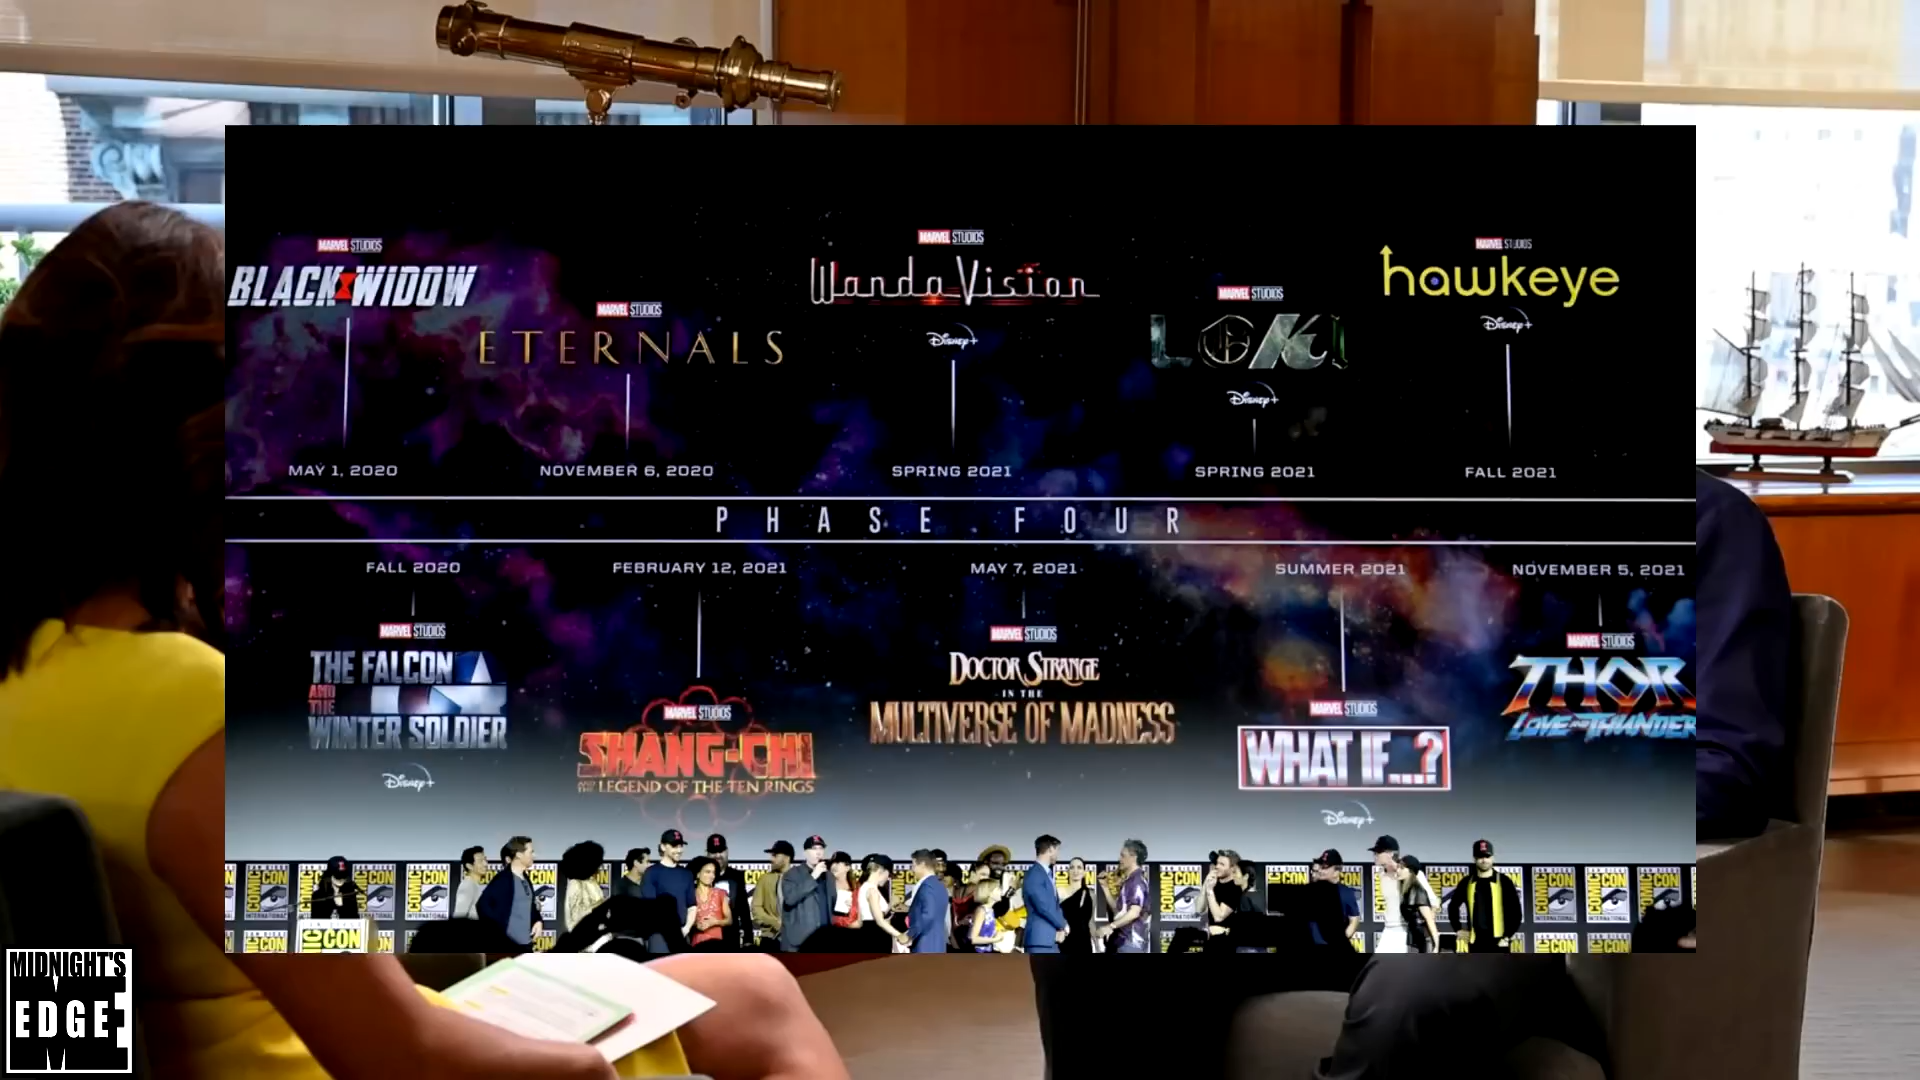 MARVEL STUDIOS
BLACK WIDOW
MAY 1, 2020
MARVEL STUDIOS
ETERNALS
NOVEMBER 6, 2020
MARVEL STUDIOS
WandaVision
Disney+
SPRING 2021
MARVEL STUDIOS
LOKI
Disney+
SPRING 2021
MARVEL STUDIOS
hawkeye
Disney+
FALL 2021
PHASE FOUR
FALL 2020
MARVEL STUDIOS
THE FALCON
AND THE
WINTER SOLDIER
Disney+
FEBRUARY 12, 2021
MARVEL STUDIOS
SHANG-CHI
AND THE LEGEND OF THE TEN RINGS
MAY 7, 2021
MARVEL STUDIOS
DOCTOR STRANGE
IN THE
MULTIVERSE OF MADNESS
SUMMER 2021
MARVEL STUDIOS
WHAT IF...?
Disney+
NOVEMBER 5, 2021
MARVEL STUDIOS
THOR
LOVE AND THUNDER
SAN DIEGO
COMIC CON
INTERNATIONAL
MIDNIGHT'S
EDGE